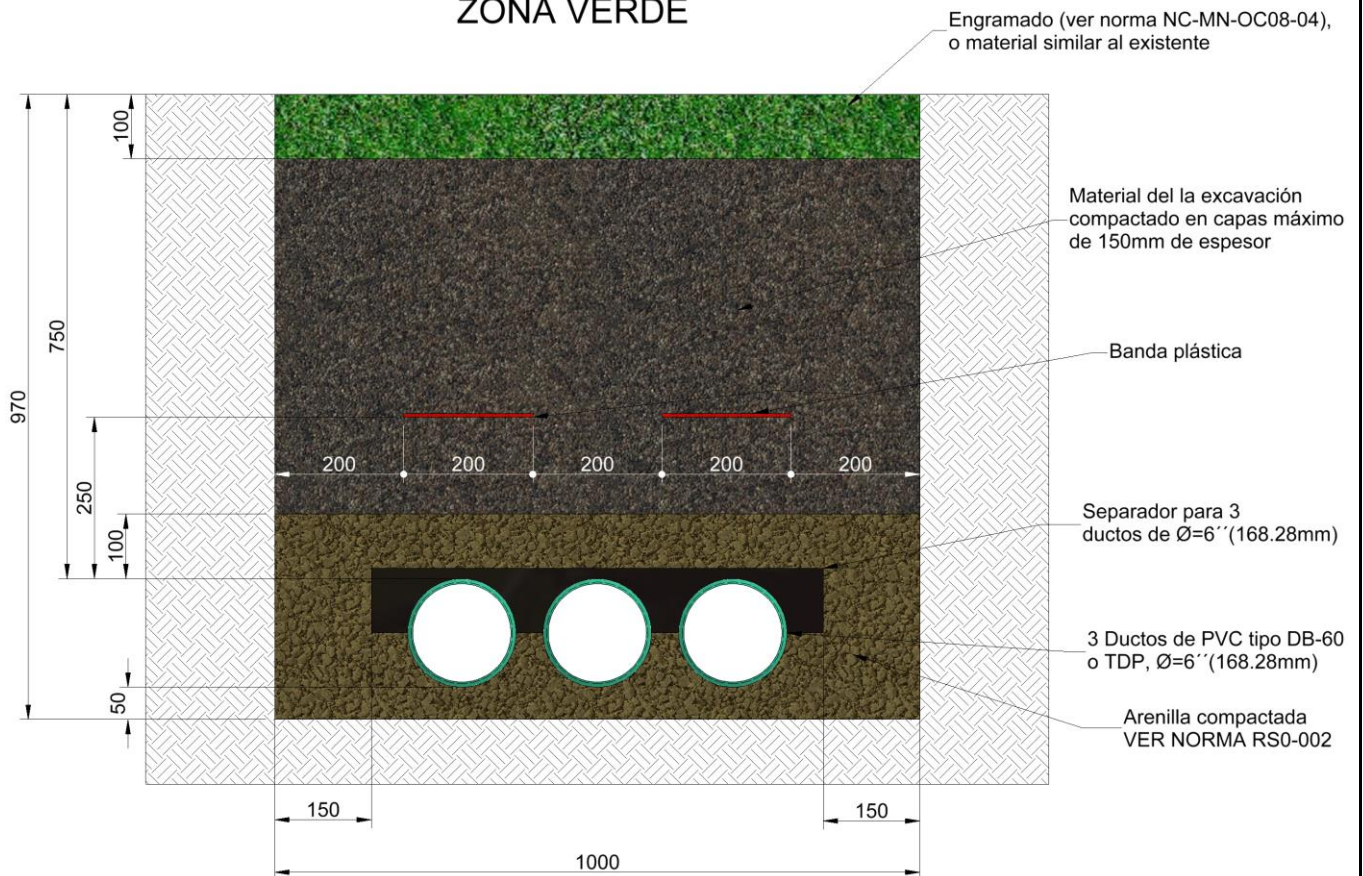 ZONA VERDE
Engramado (ver norma NC-MN-OC08-04),
o material similar al existente
100
Material del la excavación
compactado en capas máximo
de 150mm de espesor
750
970
Banda plástica
250
200 200 200 200 200
100
Separador para 3
ductos de Ø=6´´(168.28mm)
3 Ductos de PVC tipo DB-60
o TDP, Ø=6´´(168.28mm)
50
Arenilla compactada
VER NORMA RS0-002
150 150
1000